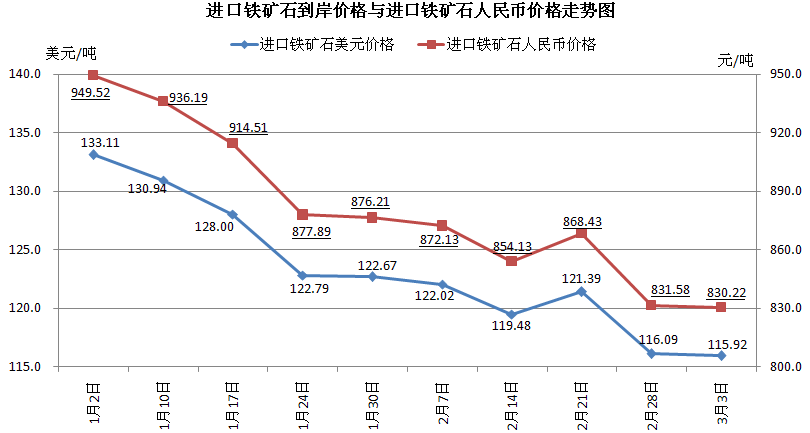 进口铁矿石到岸价格与进口铁矿石人民币价格走势图
美元/吨
进口铁矿石美元价格
进口铁矿石人民币价格
元/吨
140.0
135.0
130.0
125.0
120.0
115.0
950.0
920.0
890.0
860.0
830.0
800.0
949.52
936.19
914.51
877.89
876.21
872.13
854.13
868.43
831.58
830.22
133.11
130.94
128.00
122.79
122.67
122.02
119.48
121.39
116.09
115.92
1月2日
1月10日
1月17日
1月24日
1月30日
2月7日
2月14日
2月21日
2月28日
3月3日